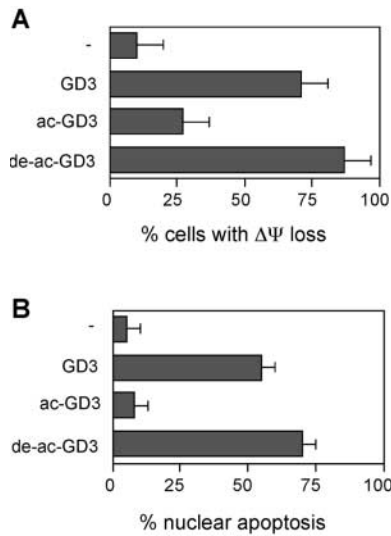 A
-
GD3
ac-GD3
de-ac-GD3
0 25 50 75 100
% cells with ΔΨ loss
B
-
GD3
ac-GD3
de-ac-GD3
0 25 50 75 100
% nuclear apoptosis